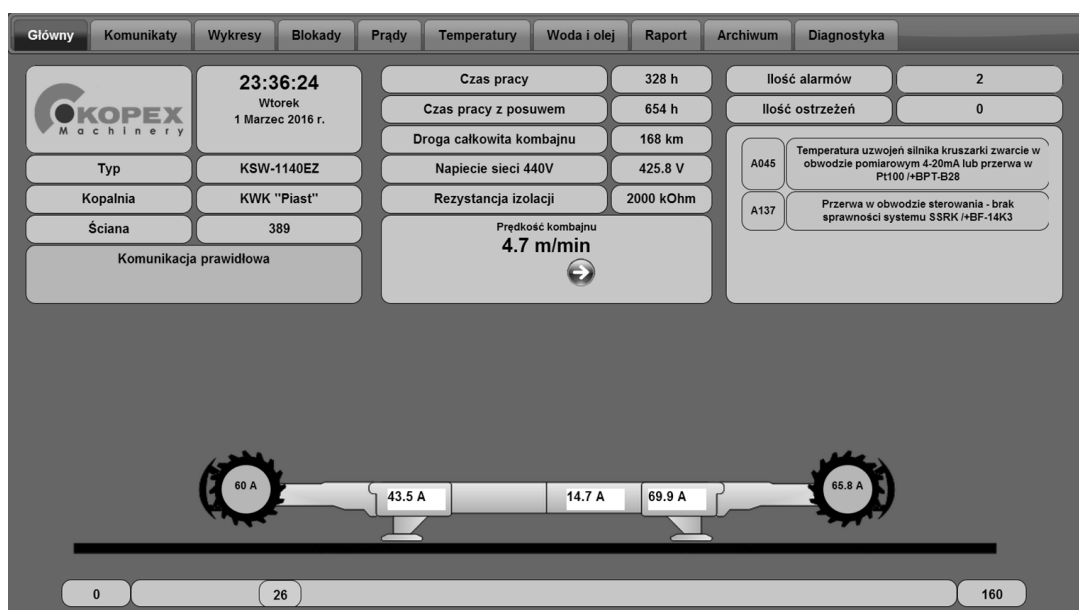 Główny Komunikaty Wykresy Blokady Prądy Temperatury Woda i olej Raport Archiwum Diagnostyka
KOPEX
Machinery
23:36:24
Wtorek
1 Marzec 2016 r.
Typ KSW-1140EZ
Kopalnia KWK "Piast"
Ściana 389
Komunikacja prawidłowa
Czas pracy 328 h
Czas pracy z posuwem 654 h
Droga całkowita kombajnu 168 km
Napiecie sieci 440V 425.8 V
Rezystancja izolacji 2000 kOhm
Prędkość kombajnu
4.7 m/min
Ilość alarmów 2
Ilość ostrzeżeń 0
A045 Temperatura uzwojeń silnika kruszarki zwarcie w
obwodzie pomiarowym 4-20mA lub przerwa w
Pt100 /+BPT-B28
A137 Przerwa w obwodzie sterowania - brak
sprawności systemu SSRK /+BF-14K3
60 A 43.5 A 14.7 A 69.9 A 65.8 A
0 26 160